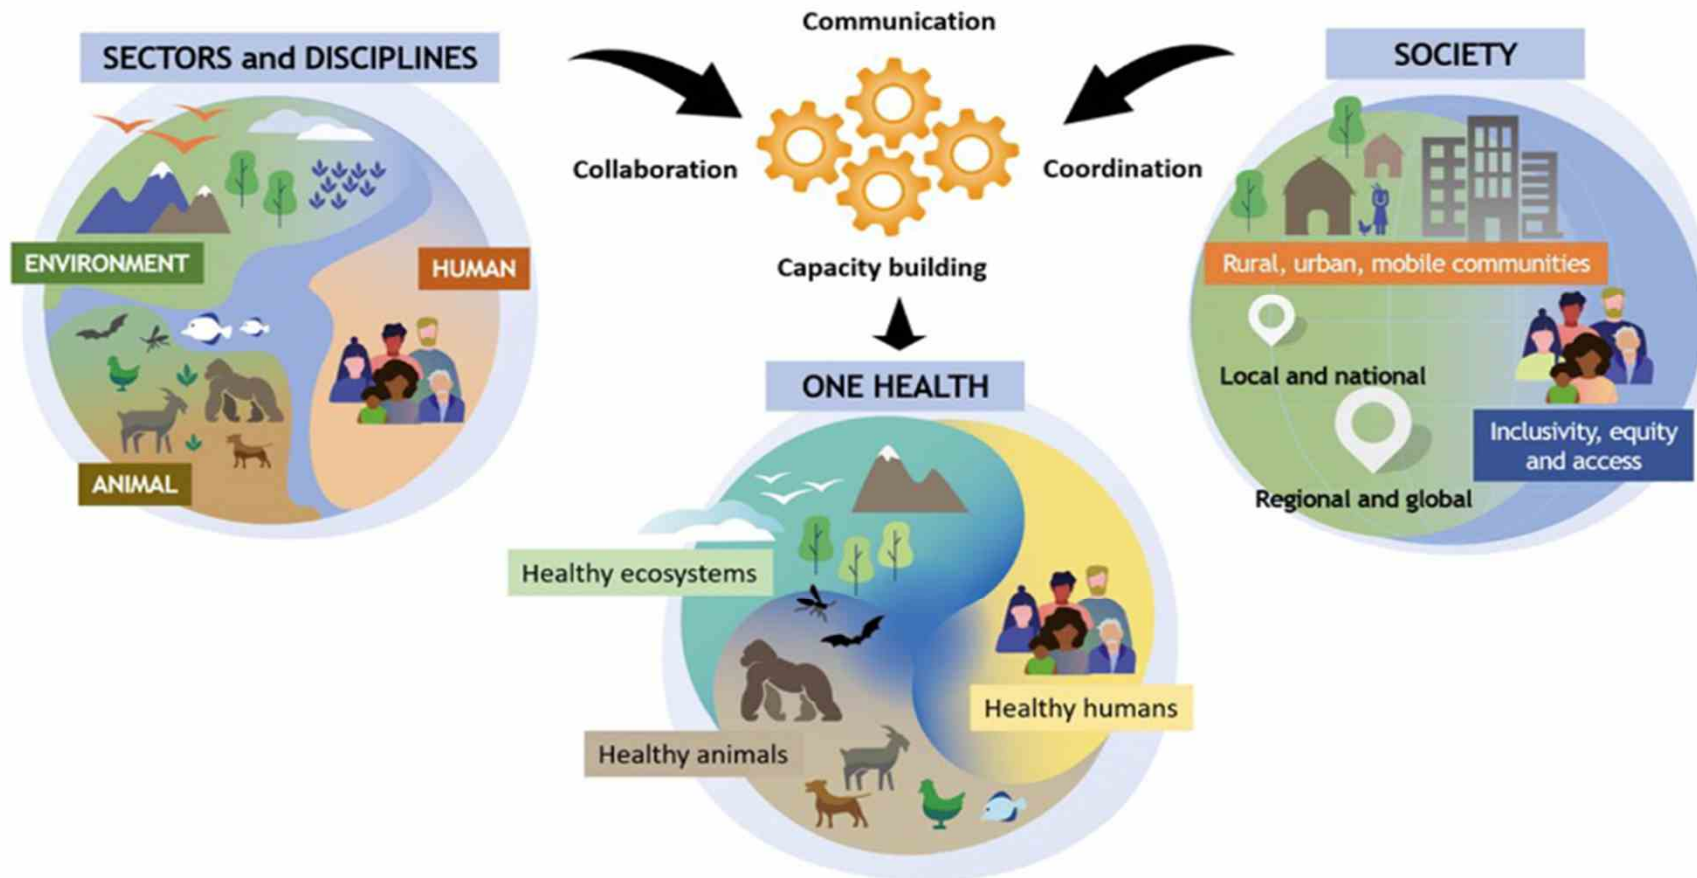 SECTORS and DISCIPLINES
ENVIRONMENT
HUMAN
ANIMAL
Communication
Collaboration
Coordination
Capacity building
SOCIETY
Rural, urban, mobile communities
Local and national
Inclusivity, equity
and access
Regional and global
ONE HEALTH
Healthy ecosystems
Healthy humans
Healthy animals